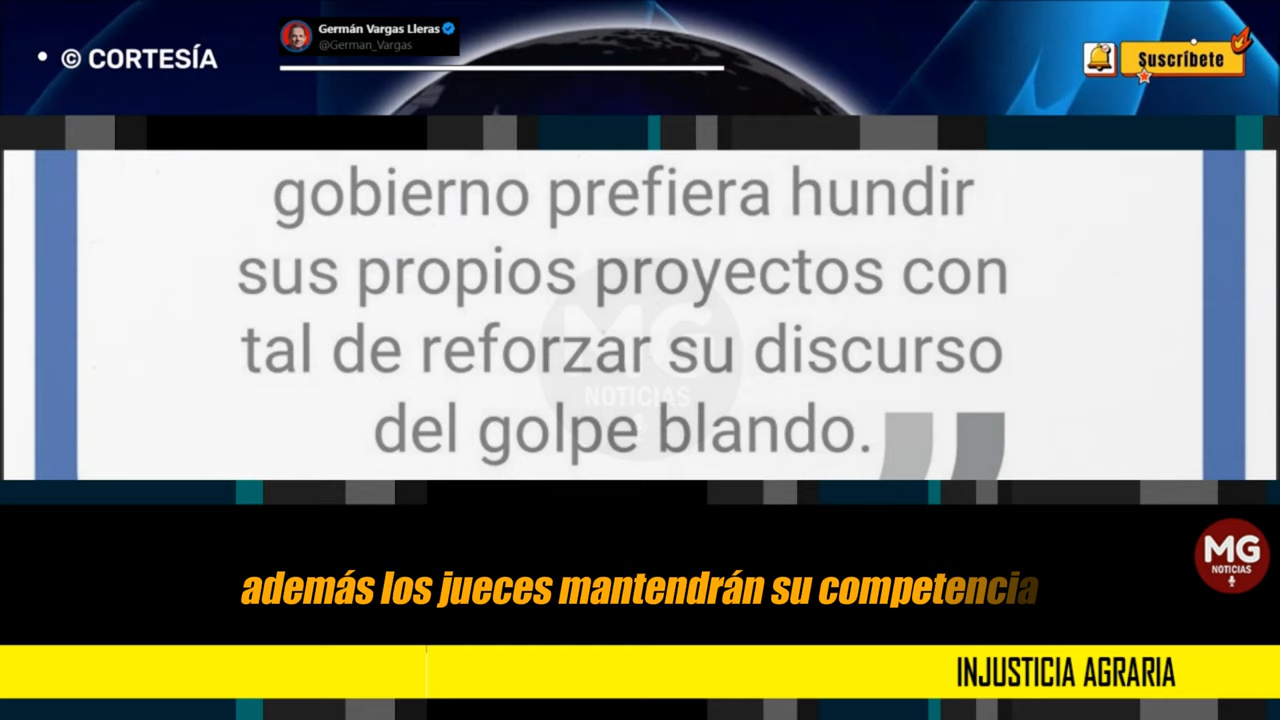 • © CORTESÍA
Germán Vargas Lleras
@German_Vargas
Suscríbete
gobierno prefiera hundir
sus propios proyectos con
tal de reforzar su discurso
del golpe blando.”
MG
NOTICIAS
además los jueces mantendrán su competencia
MG
NOTICIAS
INJUSTICIA AGRARIA